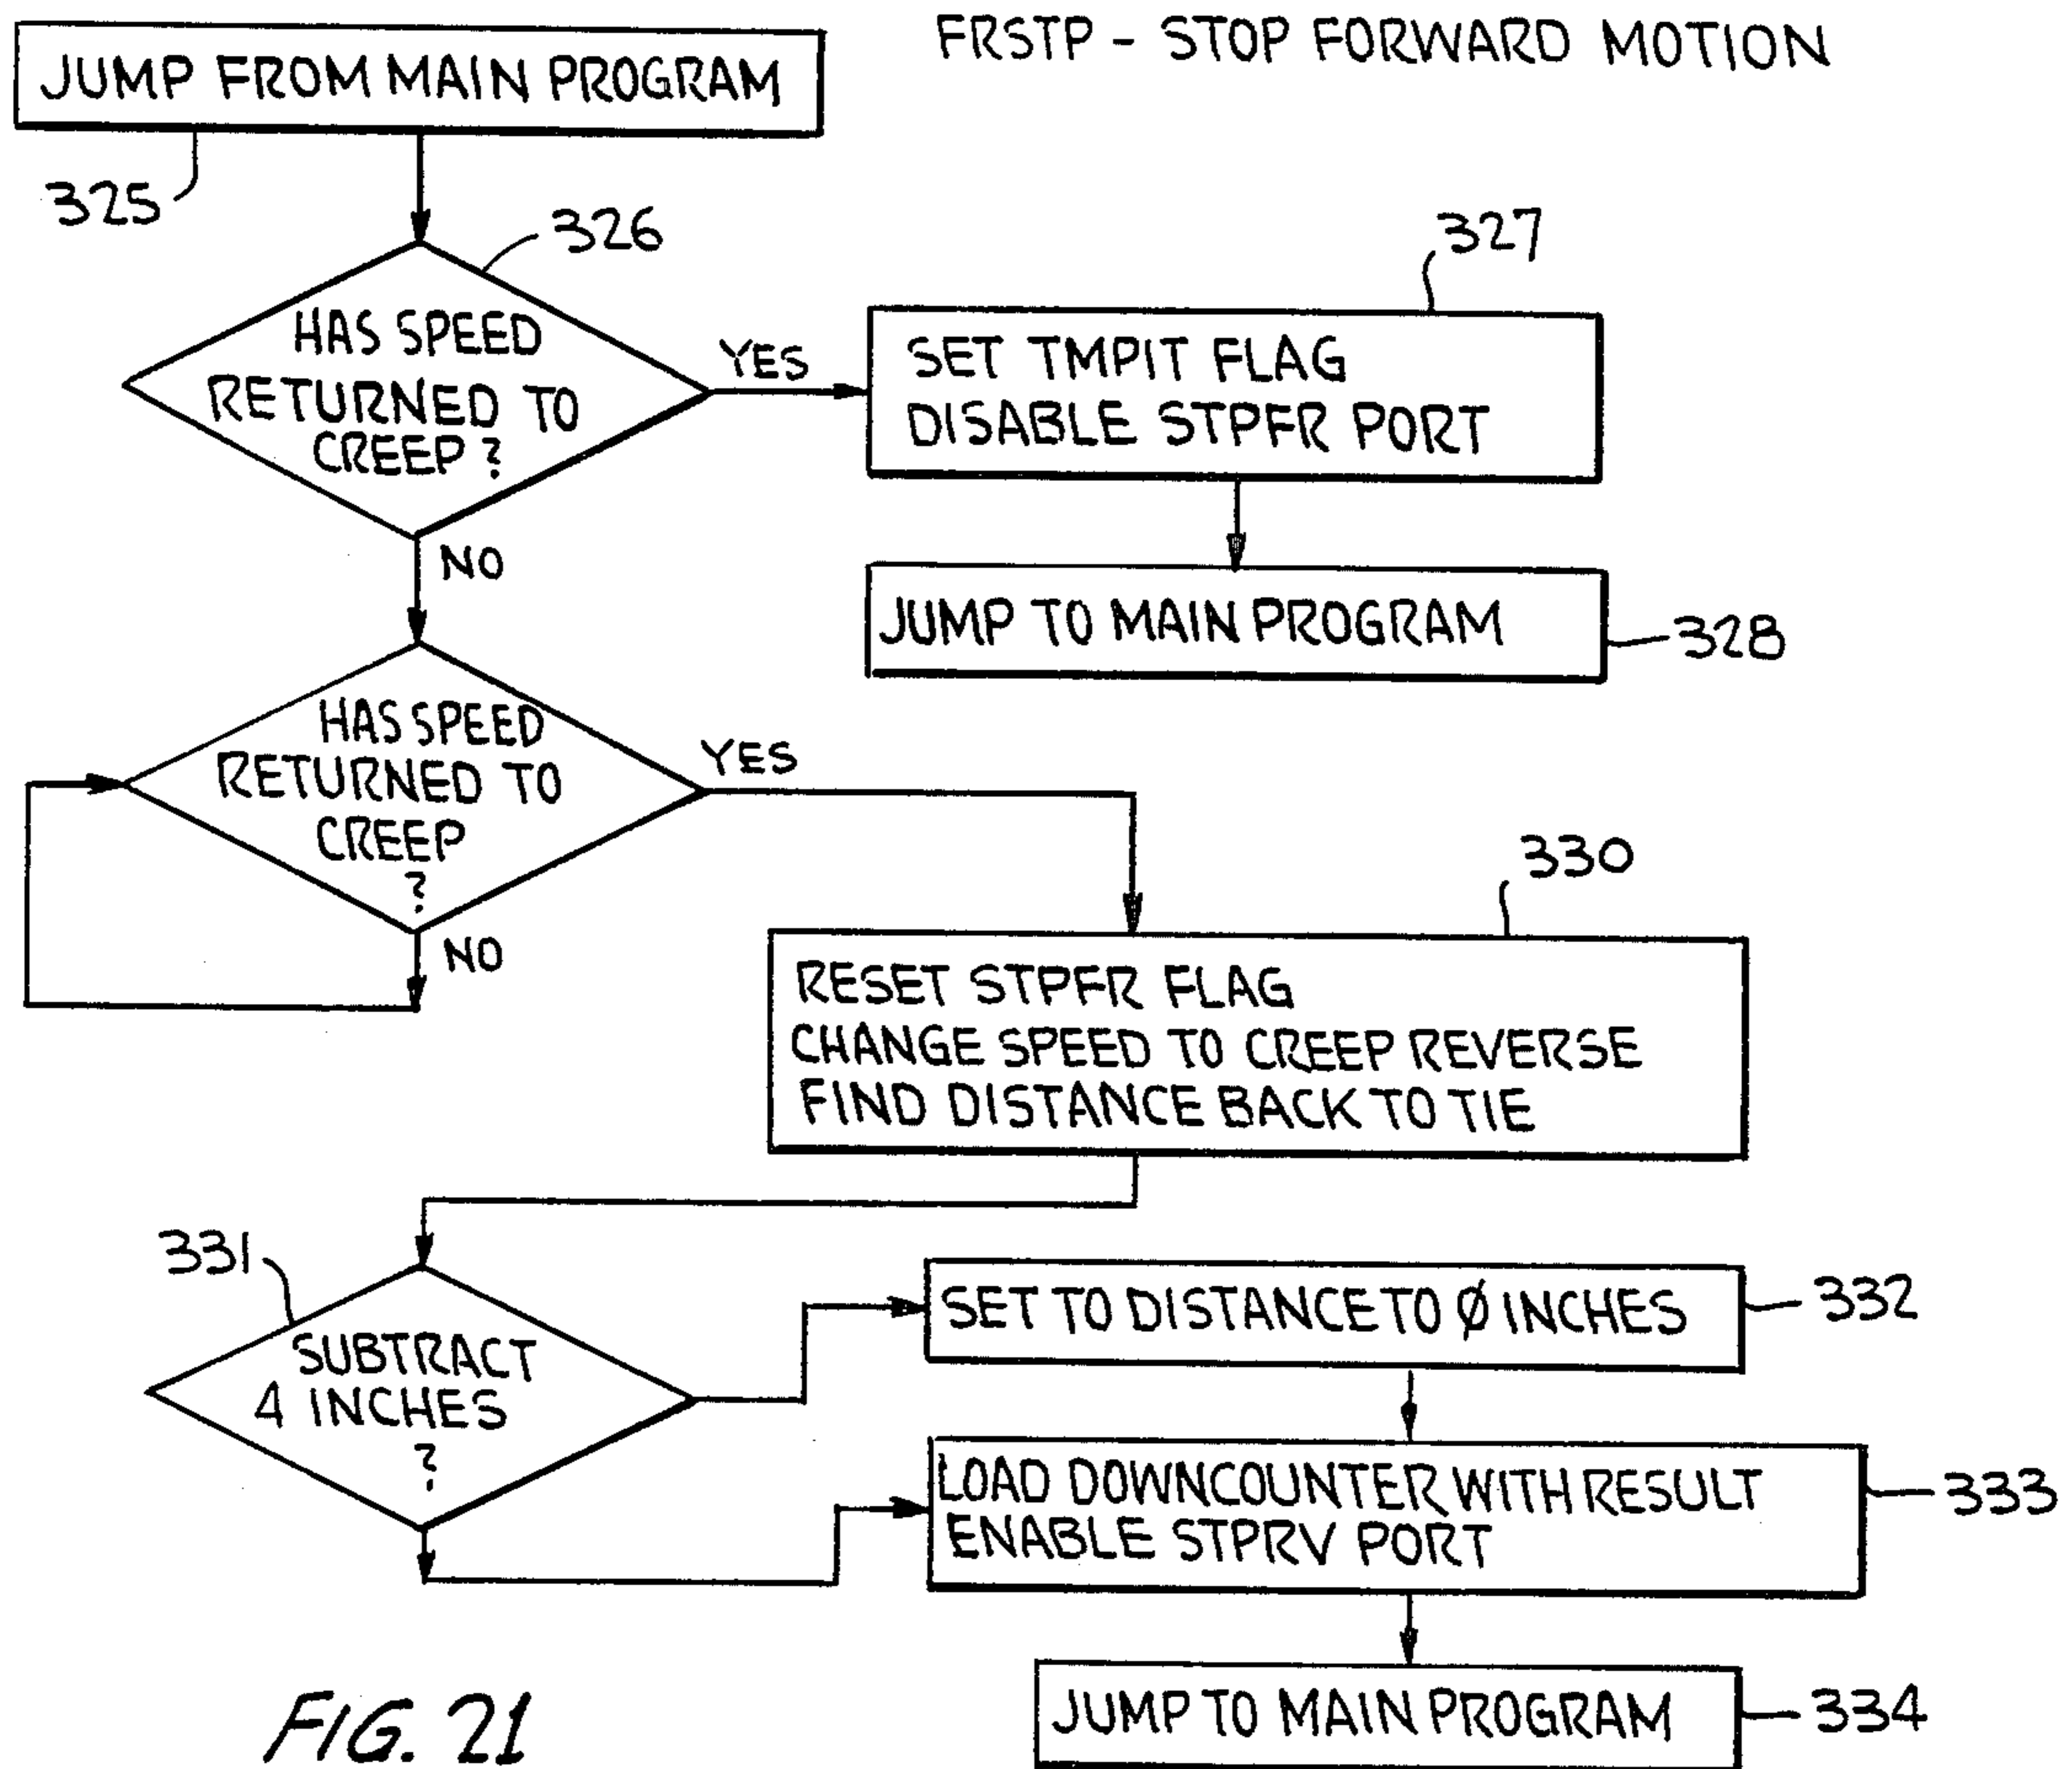 FRSTP - STOP FORWARD MOTION
JUMP FROM MAIN PROGRAM
325
326
HAS SPEED
RETURNED TO
CREEP ?
YES
NO
327
SET TMPIT FLAG
DISABLE STPFR PORT
JUMP TO MAIN PROGRAM
328
HAS SPEED
RETURNED TO
CREEP
?
YES
NO
330
RESET STPFR FLAG
CHANGE SPEED TO CREEP REVERSE
FIND DISTANCE BACK TO TIE
331
SUBTRACT
4 INCHES
?
SET TO DISTANCE TO Ø INCHES
332
LOAD DOWNCOUNTER WITH RESULT
ENABLE STPRV PORT
333
JUMP TO MAIN PROGRAM
334
FIG. 21